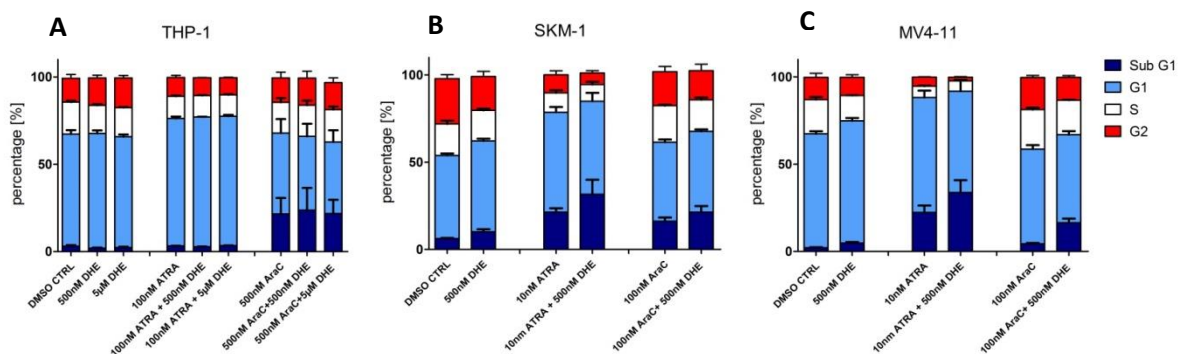 A
THP-1
percentage [%]
100
50
0
DMSO CTRL
500nM DHE
5µM DHE
100nM ATRA
100nM ATRA + 500nM DHE
100nM ATRA + 5µM DHE
500nM AraC
500nM AraC+500nM DHE
500nM AraC+5µM DHE
B
SKM-1
percentage [%]
100
50
0
DMSO CTRL
500nM DHE
10nM ATRA
10nm ATRA + 500nM DHE
100nM AraC
100nM AraC+ 500nM DHE
C
MV4-11
percentage [%]
100
50
0
DMSO CTRL
500nM DHE
10nM ATRA
10nm ATRA + 500nM DHE
100nM AraC
100nM AraC+ 500nM DHE
Sub G1
G1
S
G2